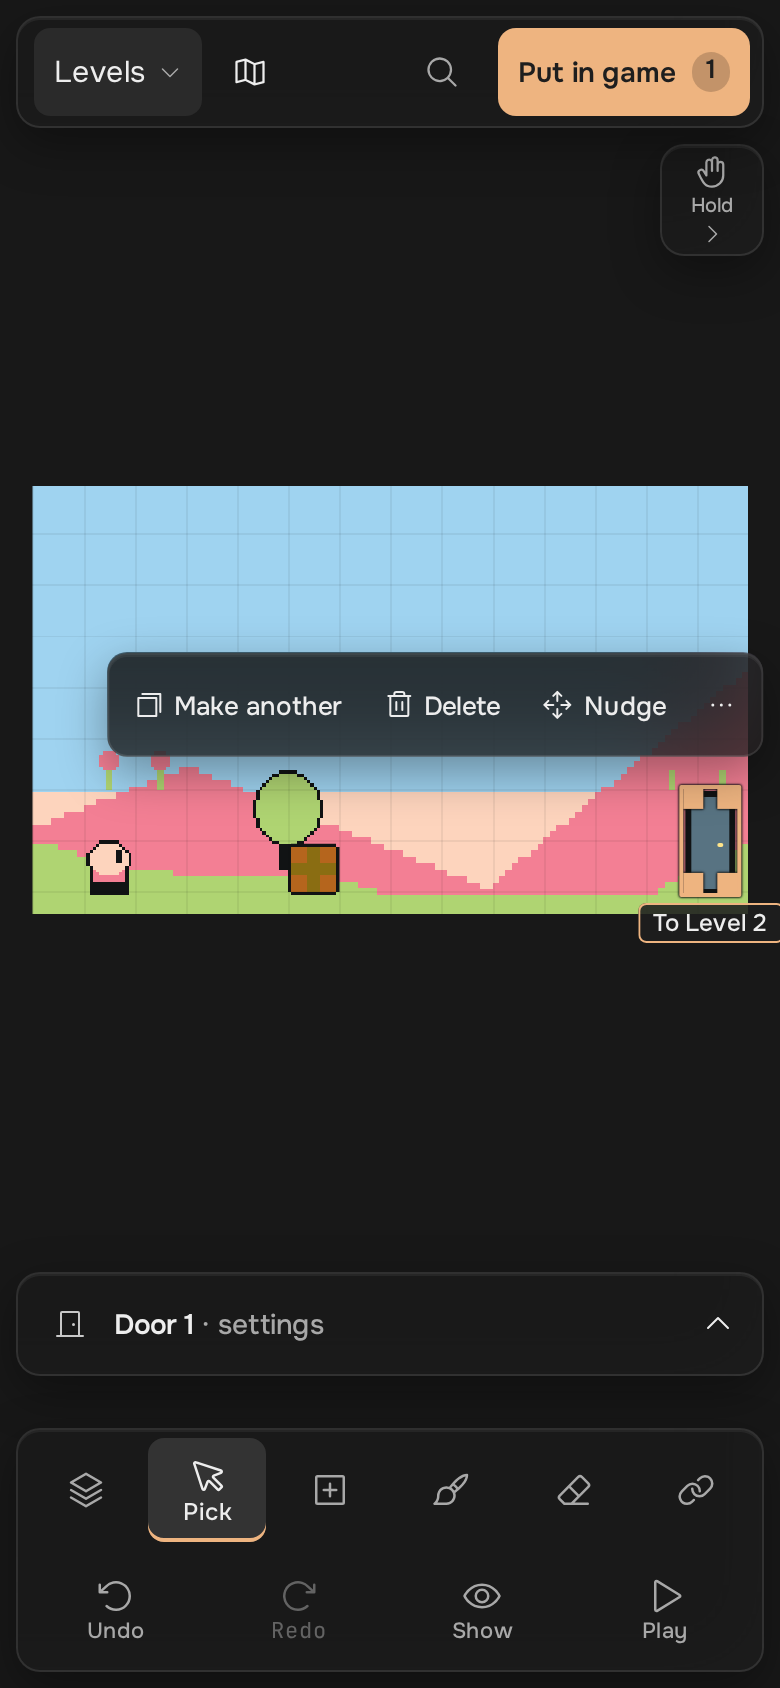 Levels
Put in game 1
Hold
Make another Delete Nudge ...
To Level 2
Door 1 · settings
Pick
Undo Redo Show Play